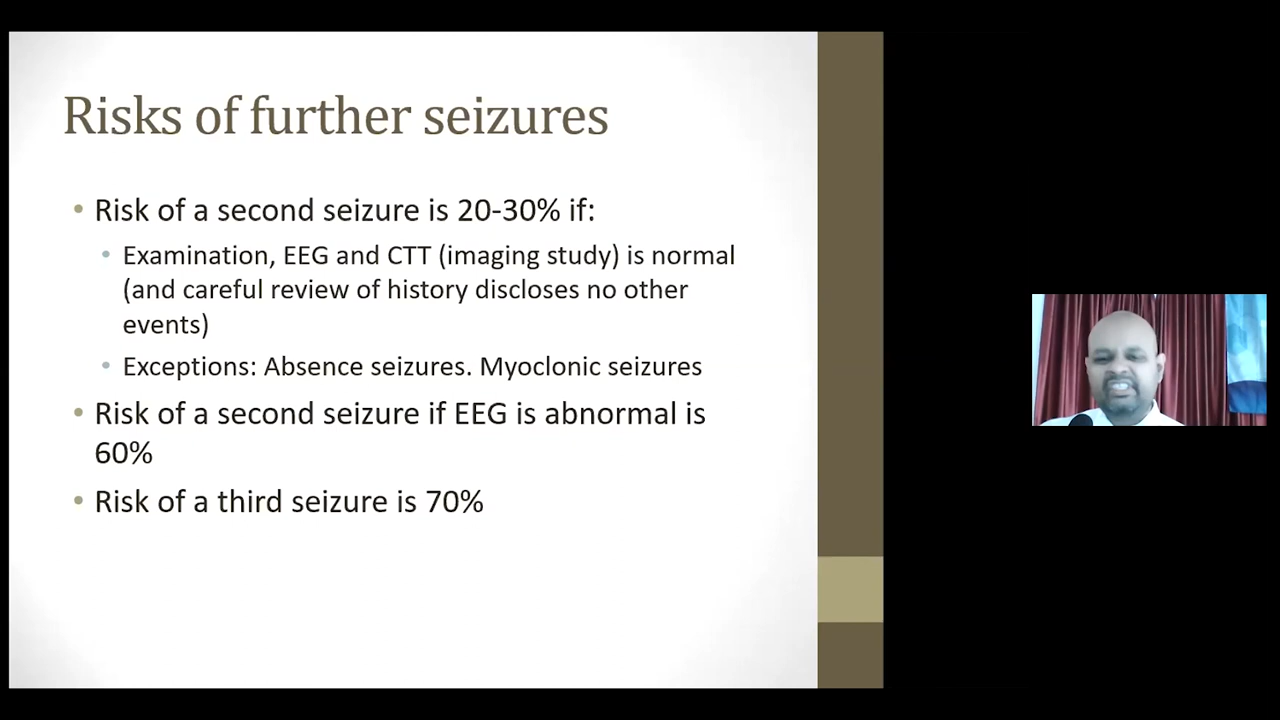 Risks of further seizures
• Risk of a second seizure is 20-30% if:
• Examination, EEG and CTT (imaging study) is normal
(and careful review of history discloses no other
events)
• Exceptions: Absence seizures. Myoclonic seizures
• Risk of a second seizure if EEG is abnormal is
60%
• Risk of a third seizure is 70%